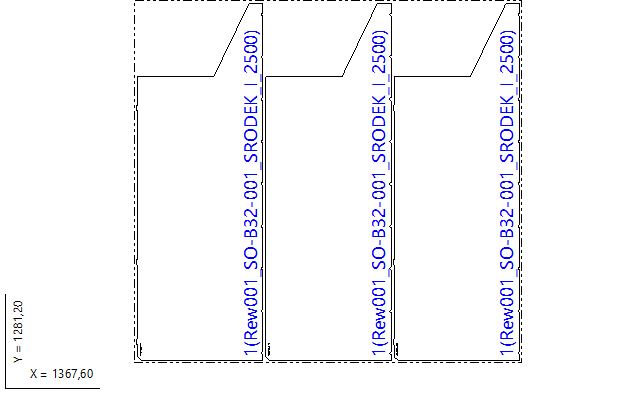 1(Rew001_SO-B32-001_SRODEK_I_2500)
1(Rew001_SO-B32-001_SRODEK_I_2500)
1(Rew001_SO-B32-001_SRODEK_I_2500)
Y = 1281,20
X = 1367,60